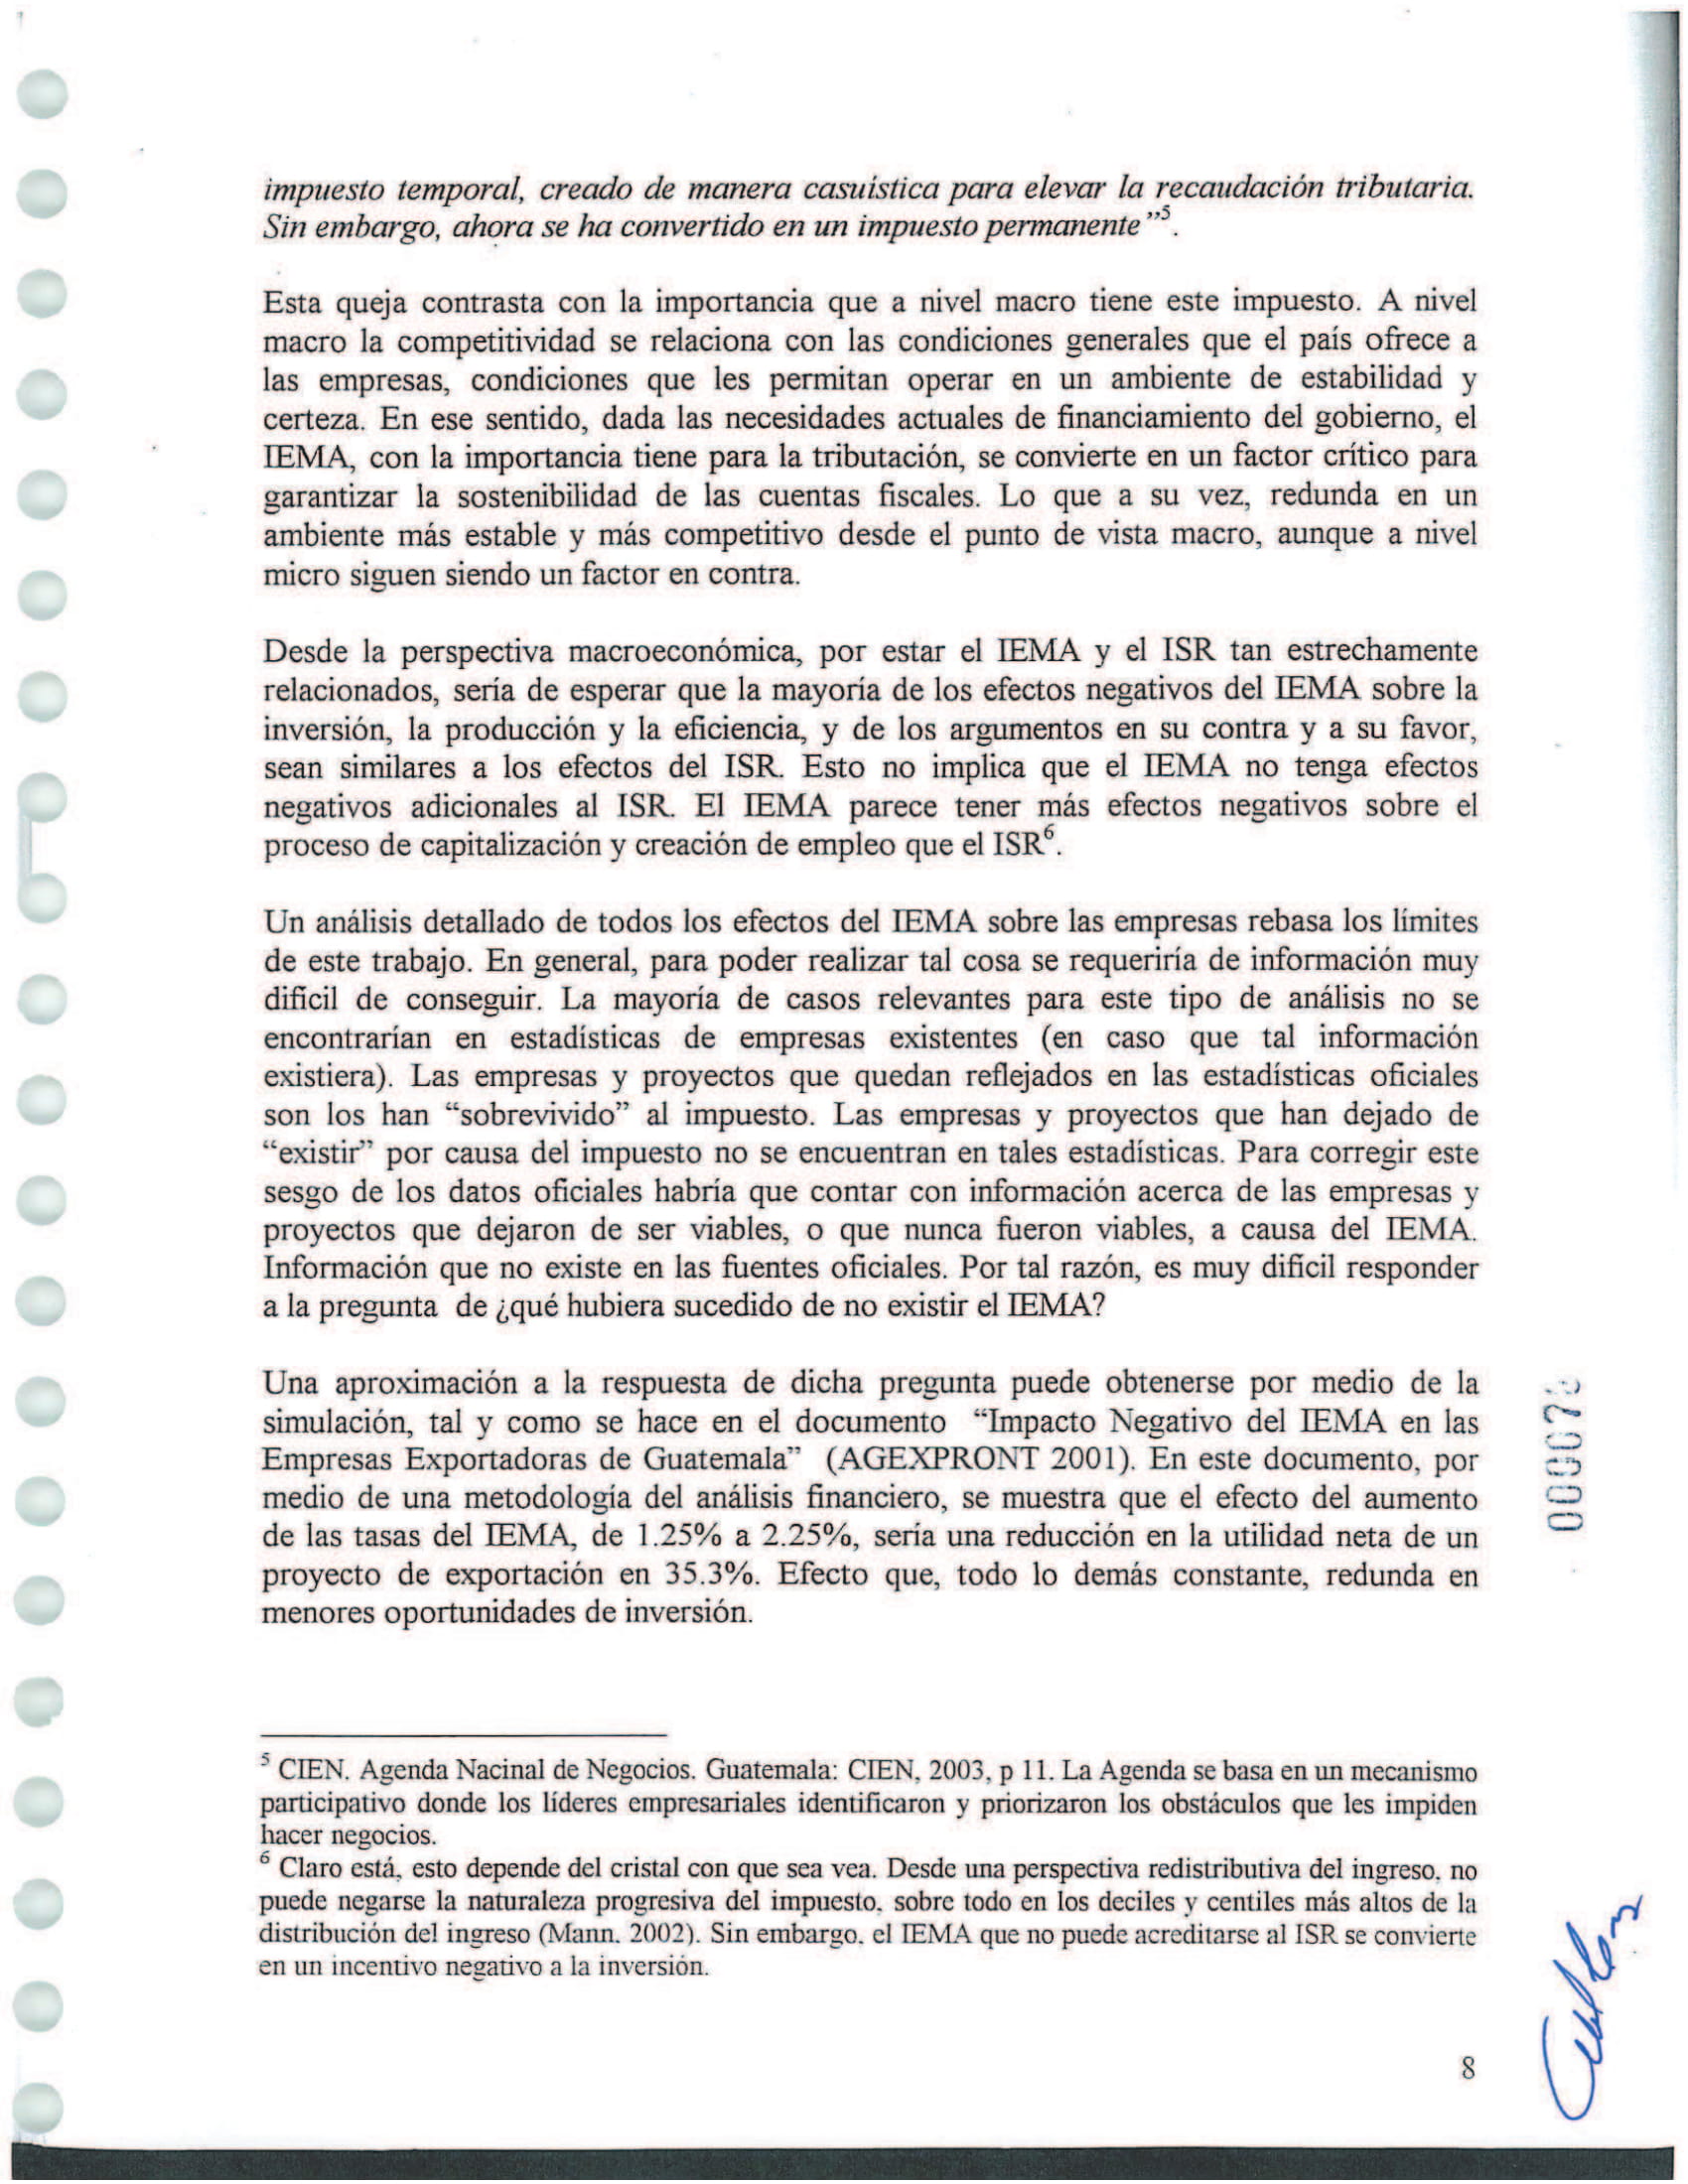 impuesto temporal, creado de manera casuística para elevar la recaudación tributaria.
Sin embargo, ahora se ha convertido en un impuesto permanente”⁵.
Esta queja contrasta con la importancia que a nivel macro tiene este impuesto. A nivel
macro la competitividad se relaciona con las condiciones generales que el país ofrece a
las empresas, condiciones que les permitan operar en un ambiente de estabilidad y
certeza. En ese sentido, dada las necesidades actuales de financiamiento del gobierno, el
IEMA, con la importancia tiene para la tributación, se convierte en un factor crítico para
garantizar la sostenibilidad de las cuentas fiscales. Lo que a su vez, redunda en un
ambiente más estable y más competitivo desde el punto de vista macro, aunque a nivel
micro siguen siendo un factor en contra.
Desde la perspectiva macroeconómica, por estar el IEMA y el ISR tan estrechamente
relacionados, sería de esperar que la mayoría de los efectos negativos del IEMA sobre la
inversión, la producción y la eficiencia, y de los argumentos en su contra y a su favor,
sean similares a los efectos del ISR. Esto no implica que el IEMA no tenga efectos
negativos adicionales al ISR. El IEMA parece tener más efectos negativos sobre el
proceso de capitalización y creación de empleo que el ISR⁶.
Un análisis detallado de todos los efectos del IEMA sobre las empresas rebasa los límites
de este trabajo. En general, para poder realizar tal cosa se requeriría de información muy
difícil de conseguir. La mayoría de casos relevantes para este tipo de análisis no se
encontrarían en estadísticas de empresas existentes (en caso que tal información
existiera). Las empresas y proyectos que quedan reflejados en las estadísticas oficiales
son los han “sobrevivido” al impuesto. Las empresas y proyectos que han dejado de
“existir” por causa del impuesto no se encuentran en tales estadísticas. Para corregir este
sesgo de los datos oficiales habría que contar con información acerca de las empresas y
proyectos que dejaron de ser viables, o que nunca fueron viables, a causa del IEMA.
Información que no existe en las fuentes oficiales. Por tal razón, es muy difícil responder
a la pregunta de ¿qué hubiera sucedido de no existir el IEMA?
Una aproximación a la respuesta de dicha pregunta puede obtenerse por medio de la
simulación, tal y como se hace en el documento “Impacto Negativo del IEMA en las
Empresas Exportadoras de Guatemala” (AGEXPRONT 2001). En este documento, por
medio de una metodología del análisis financiero, se muestra que el efecto del aumento
de las tasas del IEMA, de 1.25% a 2.25%, sería una reducción en la utilidad neta de un
proyecto de exportación en 35.3%. Efecto que, todo lo demás constante, redunda en
menores oportunidades de inversión.
⁵ CIEN. Agenda Nacinal de Negocios. Guatemala: CIEN, 2003, p 11. La Agenda se basa en un mecanismo
participativo donde los líderes empresariales identificaron y priorizaron los obstáculos que les impiden
hacer negocios.
⁶ Claro está, esto depende del cristal con que sea vea. Desde una perspectiva redistributiva del ingreso, no
puede negarse la naturaleza progresiva del impuesto, sobre todo en los deciles y centiles más altos de la
distribución del ingreso (Mann, 2002). Sin embargo, el IEMA que no puede acreditarse al ISR se convierte
en un incentivo negativo a la inversión.
8